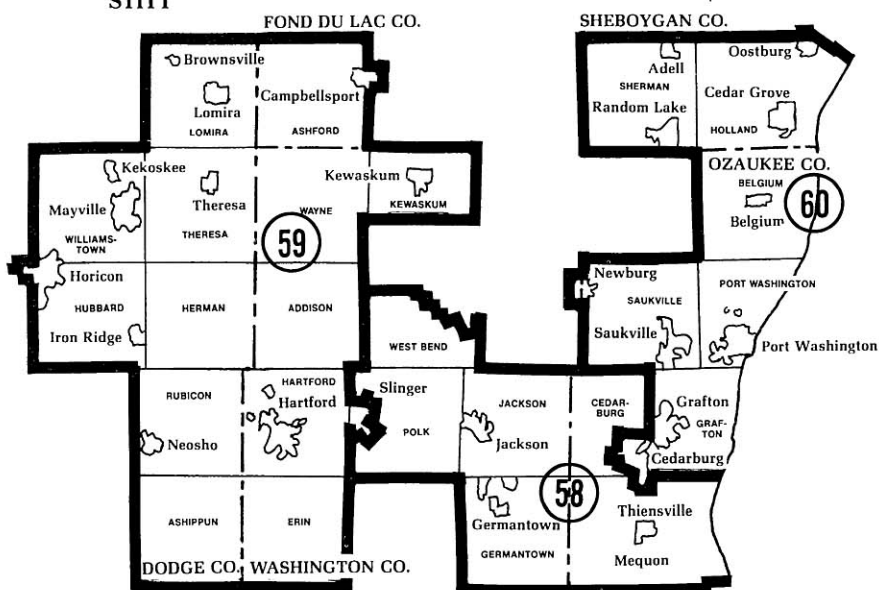 FOND DU LAC CO.
SHEBOYGAN CO.
Brownsville
Lomira
LOMIRA
Campbellsport
ASHFORD
Adell
SHERMAN
Random Lake
Oostburg
Cedar Grove
HOLLAND
OZAUKEE CO.
BELGIUM
Belgium
60
Kekoskee
Mayville
WILLIAMS-
TOWN
Theresa
THERESA
WAYNE
59
Kewaskum
KEWASKUM
Horicon
HUBBARD
Iron Ridge
HERMAN
ADDISON
WEST BEND
Newburg
SAUKVILLE
Saukville
PORT WASHINGTON
Port Washington
RUBICON
Neosho
HARTFORD
Hartford
Slinger
POLK
JACKSON
Jackson
CEDAR-
BURG
Grafton
GRAF-
TON
Cedarburg
ASHIPPUN
ERIN
58
Germantown
GERMANTOWN
Thiensville
Mequon
DODGE CO.
WASHINGTON CO.